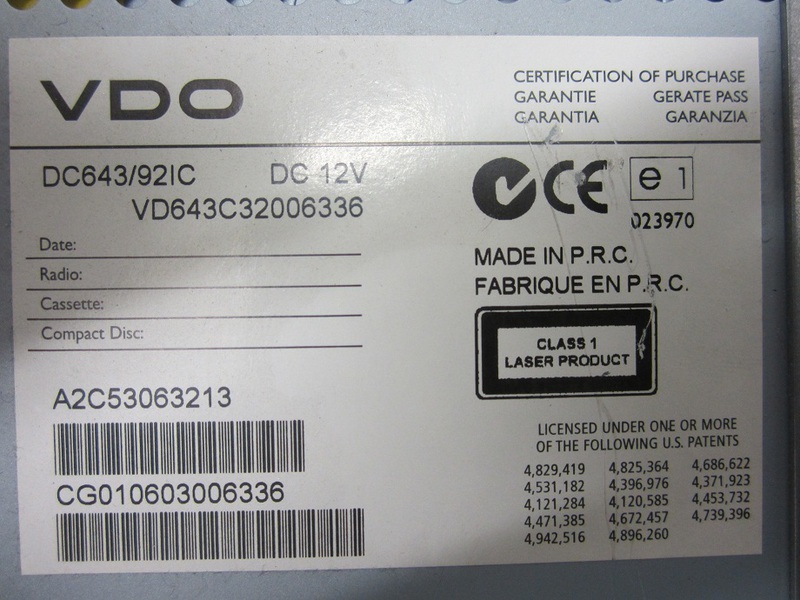 VDO
CERTIFICATION OF PURCHASE
GARANTIE GERATE PASS
GARANTIA GARANZIA
DC643/92IC DC 12V
VD643C32006336
Date:
Radio:
Cassette:
Compact Disc:
A2C53063213
CG010603006336
CE e 1
023970
MADE IN P.R.C.
FABRIQUE EN P.R.C.
CLASS 1
LASER PRODUCT
LICENSED UNDER ONE OR MORE
OF THE FOLLOWING U.S. PATENTS
4,829,419 4,825,364 4,686,622
4,531,182 4,396,976 4,371,923
4,121,284 4,120,585 4,453,732
4,471,385 4,672,457 4,739,396
4,942,516 4,896,260